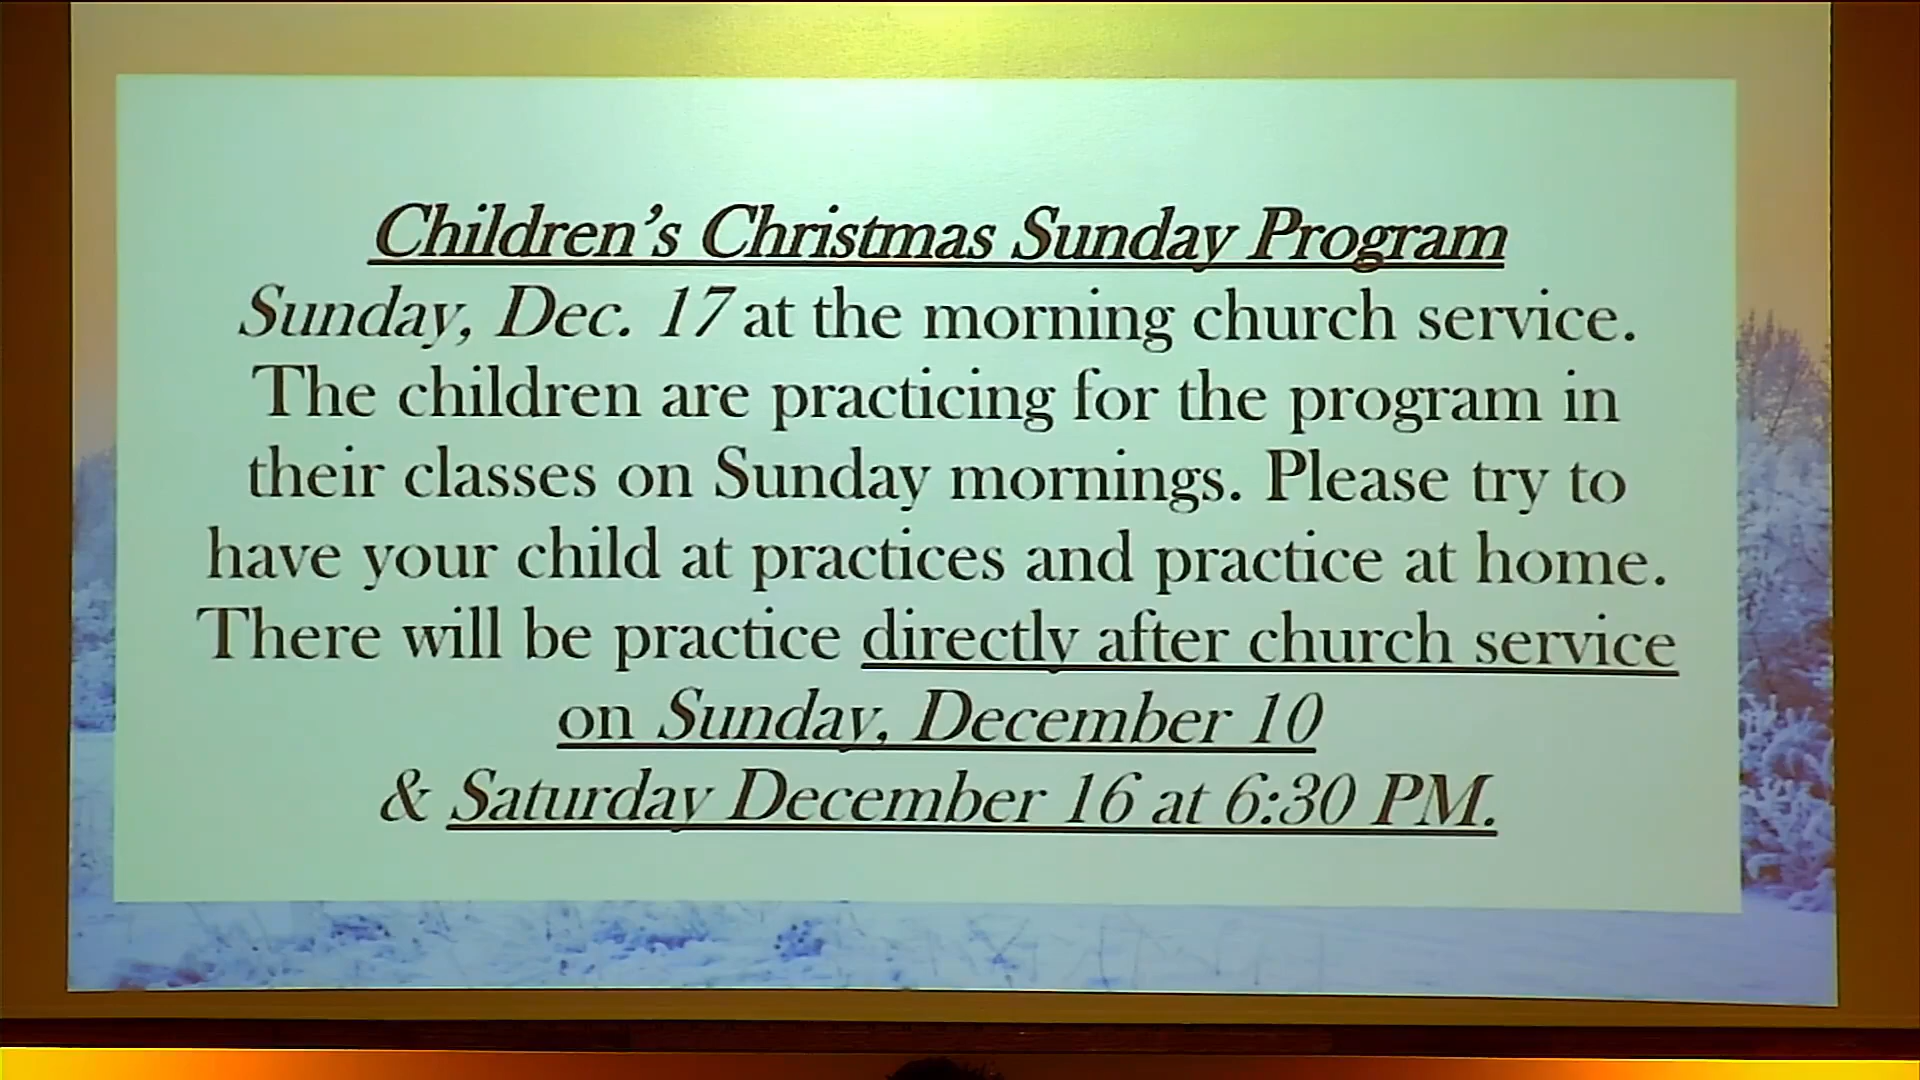 Children's Christmas Sunday Program
Sunday, Dec. 17 at the morning church service.
The children are practicing for the program in
their classes on Sunday mornings. Please try to
have your child at practices and practice at home.
There will be practice directly after church service
on Sunday, December 10
& Saturday December 16 at 6:30 PM.